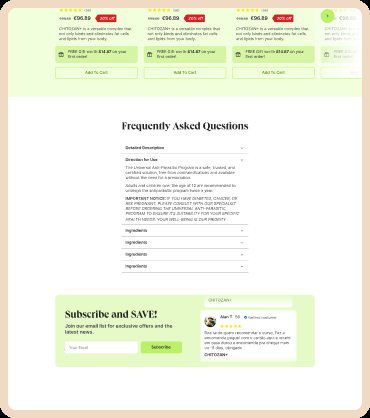 €96.89 20% off
€96.89 20% off
€96.89 20% off
€96.89
CHITOZAN+ is a versatile complex that not only binds and eliminates fat cells and lipids from your body.
CHITOZAN+ is a versatile complex that not only binds and eliminates fat cells and lipids from your body.
CHITOZAN+ is a versatile complex that not only binds and eliminates fat cells and lipids from your body.
FREE Gift worth $14.67 on your first order!
FREE Gift worth $14.67 on your first order!
FREE Gift worth $14.67 on your first order!
Add To Cart
Add To Cart
Add To Cart
Frequently Asked Questions
Detailed Description
Direction for Use
The Universal Anti-Parasite Program is a safe, trusted, and
certified solution, free from contraindications and available
without the need for a prescription.
Adults and children over the age of 12 are recommended to
undergo the antiparasite therapy twice a year.
IMPORTANT NOTICE: IF YOU HAVE DIABETES, CANCER, OR
ARE PREGNANT, PLEASE CONSULT WITH OUR SPECIALIST
BEFORE ORDERING THE UNIVERSAL ANTI-PARASITE
PROGRAM TO ENSURE ITS SUITABILITY FOR YOUR SPECIFIC
HEALTH NEEDS. YOUR WELL-BEING IS OUR PRIORITY.
Ingredients
Ingredients
Ingredients
Ingredients
Subscribe and SAVE!
Join our email list for exclusive offers and the
latest news.
Your Email
Subscribe
CHITOZAN+
Alan T. 56 Verified customer
CHITOZAN+